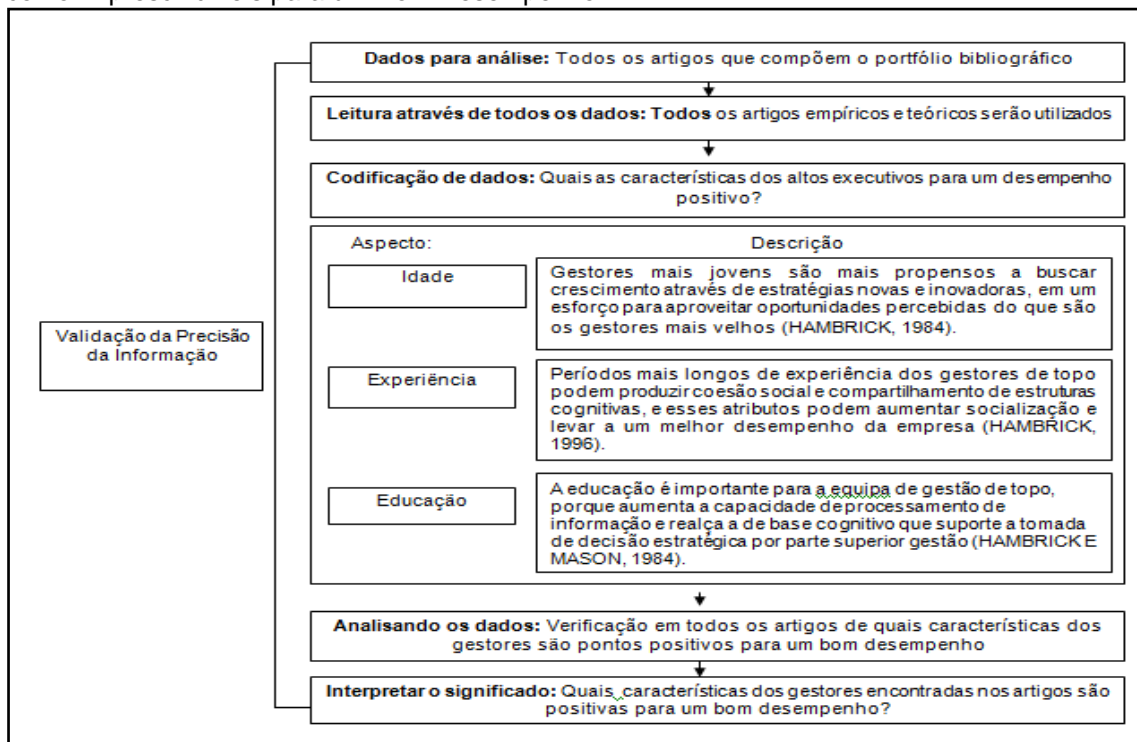 Dados para análise: Todos os artigos que compõem o portfólio bibliográfico
Leitura através de todos os dados: Todos os artigos empíricos e teóricos serão utilizados
Codificação de dados: Quais as características dos altos executivos para um desempenho
positivo?
Aspecto:
Descrição
Idade
Gestores mais jovens são mais propensos a buscar
crescimento através de estratégias novas e inovadoras, em um
esforço para aproveitar oportunidades percebidas do que são
os gestores mais velhos (HAMBRICK, 1984).
Validação da Precisão
da Informação
Experiência
Períodos mais longos de experiência dos gestores de topo
podem produzir coesão social e compartilhamento de estruturas
cognitivas, e esses atributos podem aumentar socialização e
levar a um melhor desempenho da empresa (HAMBRICK,
1996).
Educação
A educação é importante para a equipa de gestão de topo,
porque aumenta a capacidade de processamento de
informação e realça a de base cognitivo que suporte a tomada
de decisão estratégica por parte superior gestão (HAMBRICK E
MASON, 1984).
Analisando os dados: Verificação em todos os artigos de quais características dos
gestores são pontos positivos para um bom desempenho
Interpretar o significado: Quais características dos gestores encontradas nos artigos são
positivas para um bom desempenho?